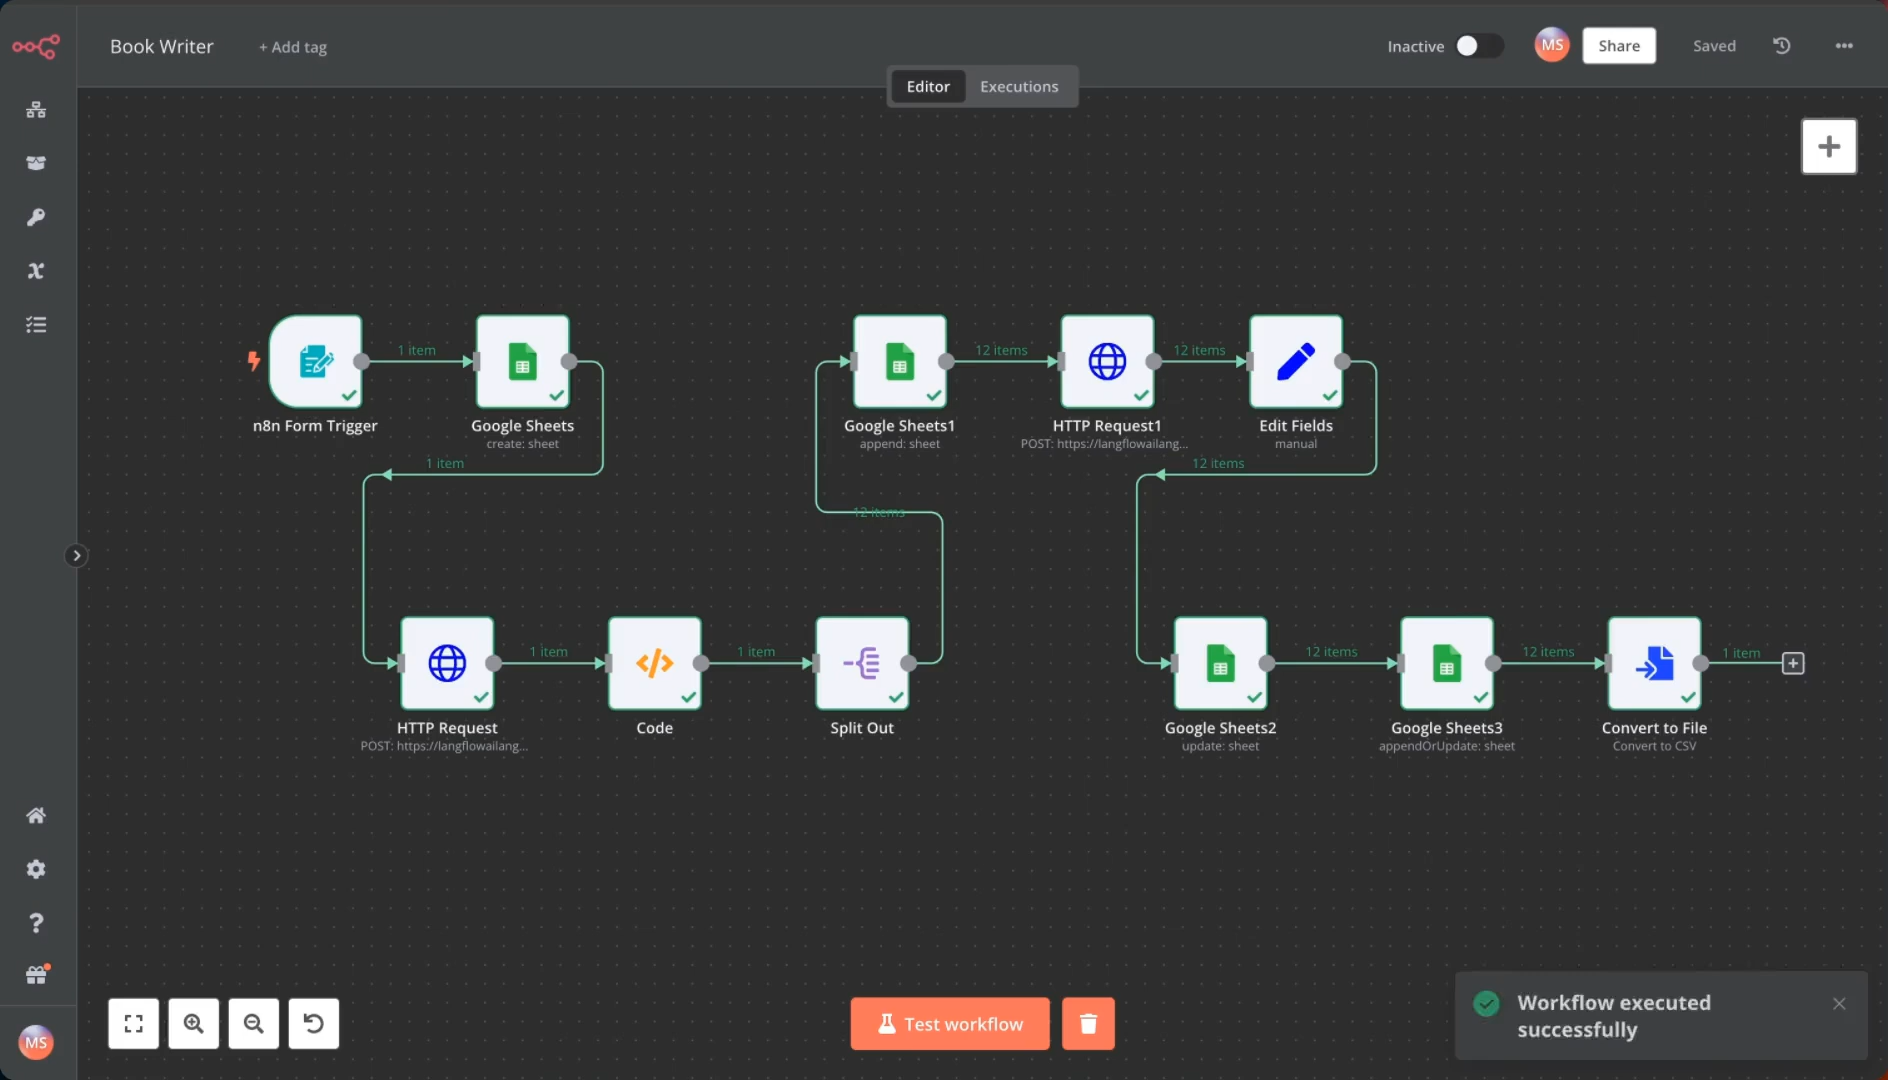 Book Writer
+ Add tag
Inactive
MS
Share
Saved
Editor
Executions
1 item
12 items
12 items
n8n Form Trigger
Google Sheets
create: sheet
Google Sheets1
append: sheet
HTTP Request1
POST: https://langflowailang...
Edit Fields
manual
1 item
12 items
12 items
1 item
1 item
12 items
12 items
1 item
HTTP Request
POST: https://langflowailang...
Code
Split Out
Google Sheets2
update: sheet
Google Sheets3
appendOrUpdate: sheet
Convert to File
Convert to CSV
Test workflow
Workflow executed
successfully
MS